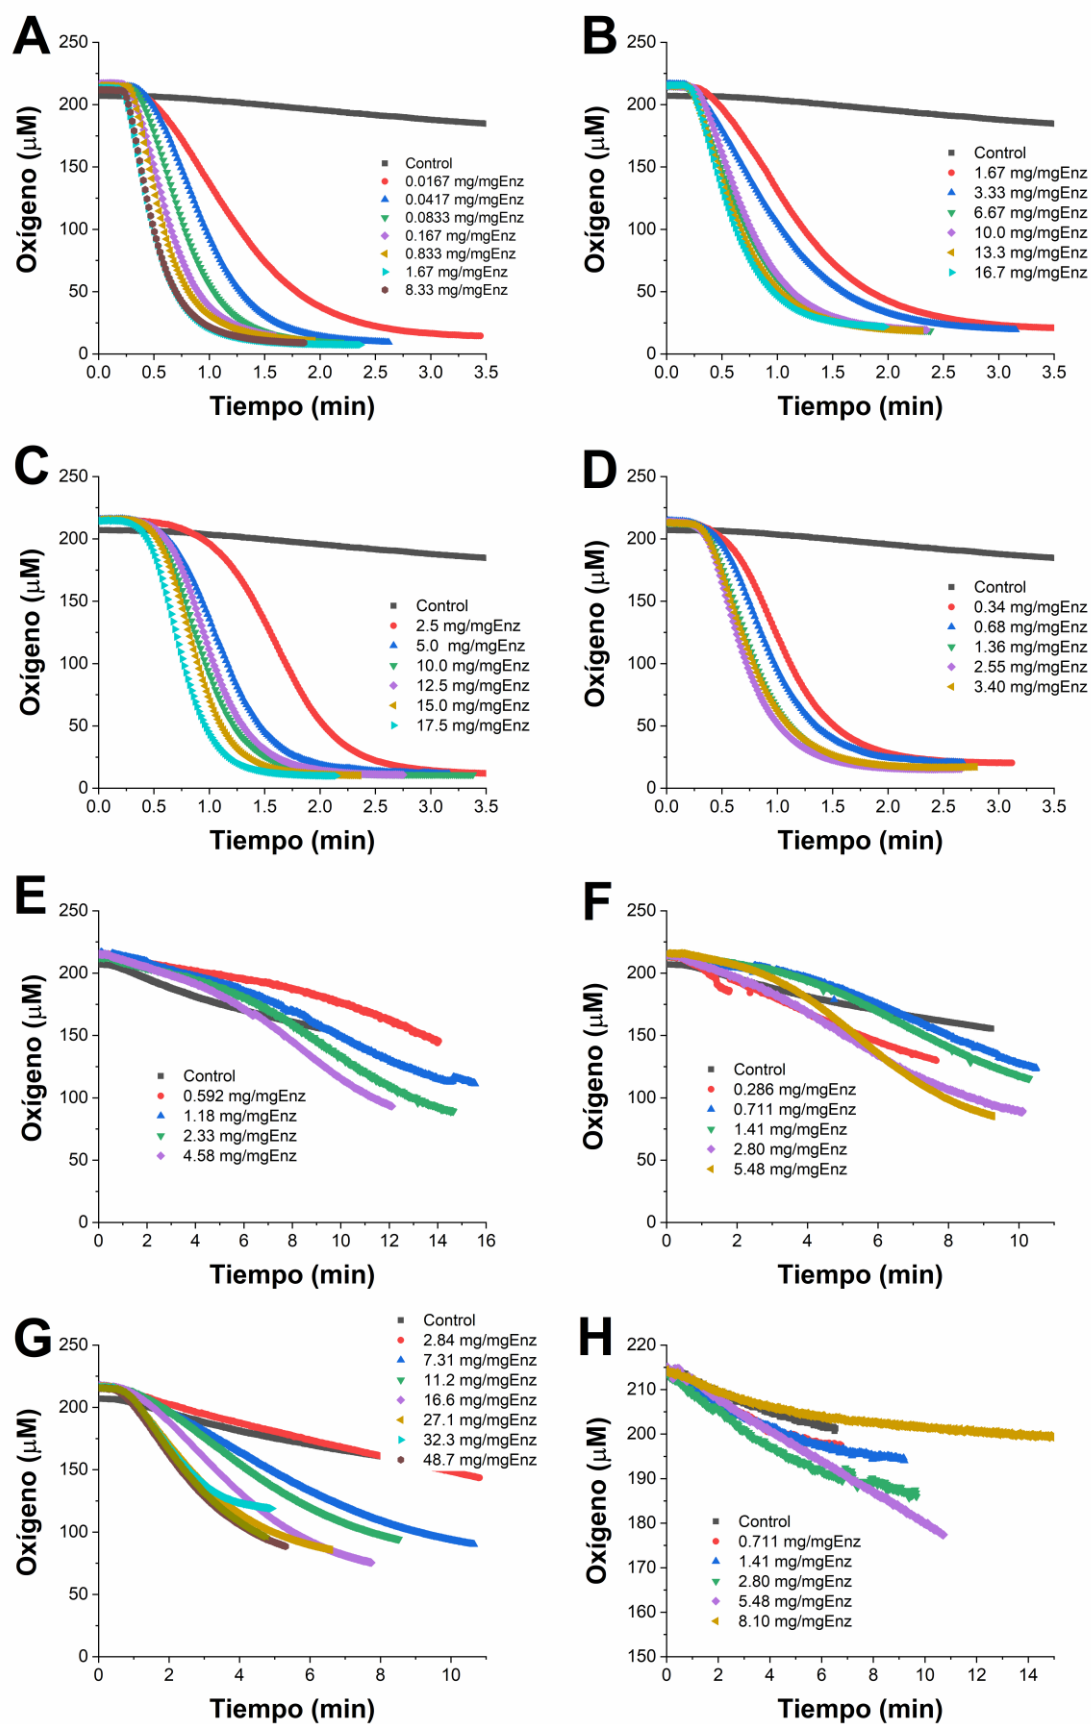 A
Oxígeno (µM)
250
200
150
100
50
0
Control
0.0167 mg/mgEnz
0.0417 mg/mgEnz
0.0833 mg/mgEnz
0.167 mg/mgEnz
0.833 mg/mgEnz
1.67 mg/mgEnz
8.33 mg/mgEnz
0.0 0.5 1.0 1.5 2.0 2.5 3.0 3.5
Tiempo (min)
B
Oxígeno (µM)
250
200
150
100
50
0
Control
1.67 mg/mgEnz
3.33 mg/mgEnz
6.67 mg/mgEnz
10.0 mg/mgEnz
13.3 mg/mgEnz
16.7 mg/mgEnz
0.0 0.5 1.0 1.5 2.0 2.5 3.0 3.5
Tiempo (min)
C
Oxígeno (µM)
250
200
150
100
50
0
Control
2.5 mg/mgEnz
5.0 mg/mgEnz
10.0 mg/mgEnz
12.5 mg/mgEnz
15.0 mg/mgEnz
17.5 mg/mgEnz
0.0 0.5 1.0 1.5 2.0 2.5 3.0 3.5
Tiempo (min)
D
Oxígeno (µM)
250
200
150
100
50
0
Control
0.34 mg/mgEnz
0.68 mg/mgEnz
1.36 mg/mgEnz
2.55 mg/mgEnz
3.40 mg/mgEnz
0.0 0.5 1.0 1.5 2.0 2.5 3.0 3.5
Tiempo (min)
E
Oxígeno (µM)
250
200
150
100
50
0
Control
0.592 mg/mgEnz
1.18 mg/mgEnz
2.33 mg/mgEnz
4.58 mg/mgEnz
0 2 4 6 8 10 12 14 16
Tiempo (min)
F
Oxígeno (µM)
250
200
150
100
50
0
Control
0.286 mg/mgEnz
0.711 mg/mgEnz
1.41 mg/mgEnz
2.80 mg/mgEnz
5.48 mg/mgEnz
0 2 4 6 8 10
Tiempo (min)
G
Oxígeno (µM)
250
200
150
100
50
0
Control
2.84 mg/mgEnz
7.31 mg/mgEnz
11.2 mg/mgEnz
16.6 mg/mgEnz
27.1 mg/mgEnz
32.3 mg/mgEnz
48.7 mg/mgEnz
0 2 4 6 8 10
Tiempo (min)
H
Oxígeno (µM)
220
210
200
190
180
170
160
150
Control
0.711 mg/mgEnz
1.41 mg/mgEnz
2.80 mg/mgEnz
5.48 mg/mgEnz
8.10 mg/mgEnz
0 2 4 6 8 10 12 14
Tiempo (min)